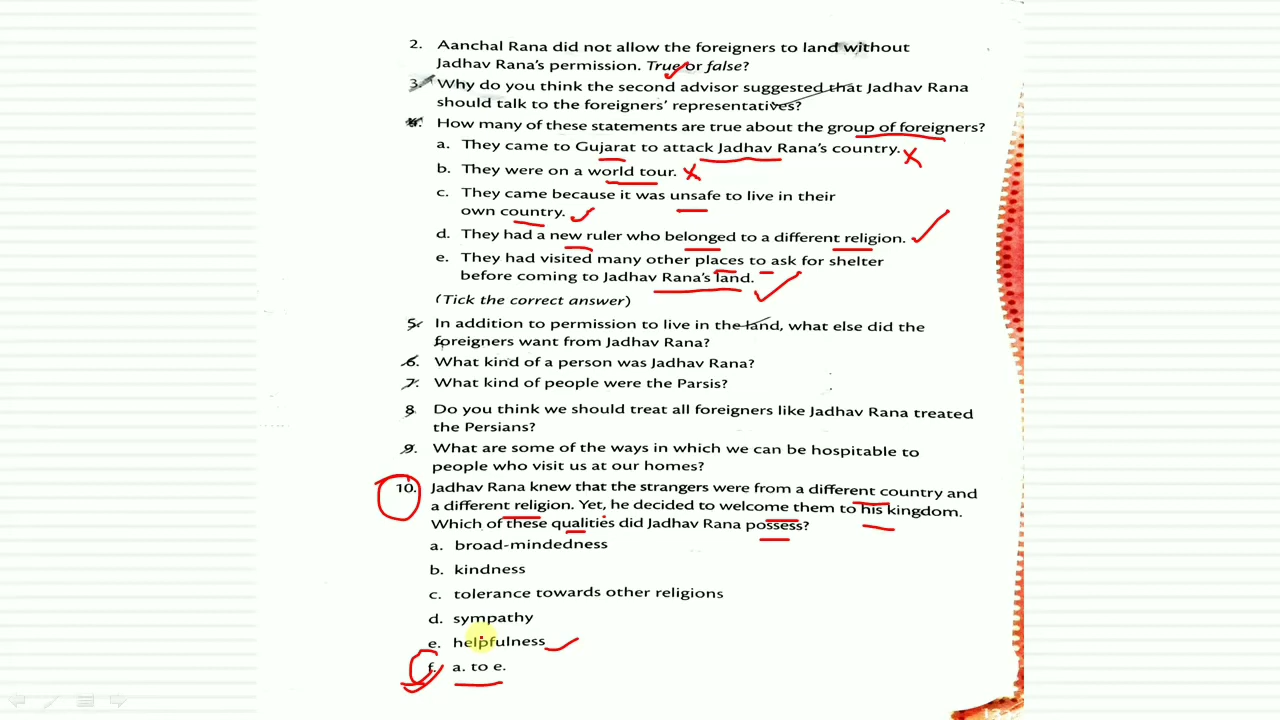 2. Aanchal Rana did not allow the foreigners to land without
Jadhav Rana's permission. True or false?
3. Why do you think the second advisor suggested that Jadhav Rana
should talk to the foreigners' representatives?
4. How many of these statements are true about the group of foreigners?
a. They came to Gujarat to attack Jadhav Rana's country.
b. They were on a world tour.
c. They came because it was unsafe to live in their
own country.
d. They had a new ruler who belonged to a different religion.
e. They had visited many other places to ask for shelter
before coming to Jadhav Rana's land.
(Tick the correct answer)
5. In addition to permission to live in the land, what else did the
foreigners want from Jadhav Rana?
6. What kind of a person was Jadhav Rana?
7. What kind of people were the Parsis?
8 Do you think we should treat all foreigners like Jadhav Rana treated
the Persians?
9. What are some of the ways in which we can be hospitable to
people who visit us at our homes?
10. Jadhav Rana knew that the strangers were from a different country and
a different religion. Yet, he decided to welcome them to his kingdom.
Which of these qualities did Jadhav Rana possess?
a. broad-mindedness
b. kindness
c. tolerance towards other religions
d. sympathy
e. helpfulness
f. a. to e.